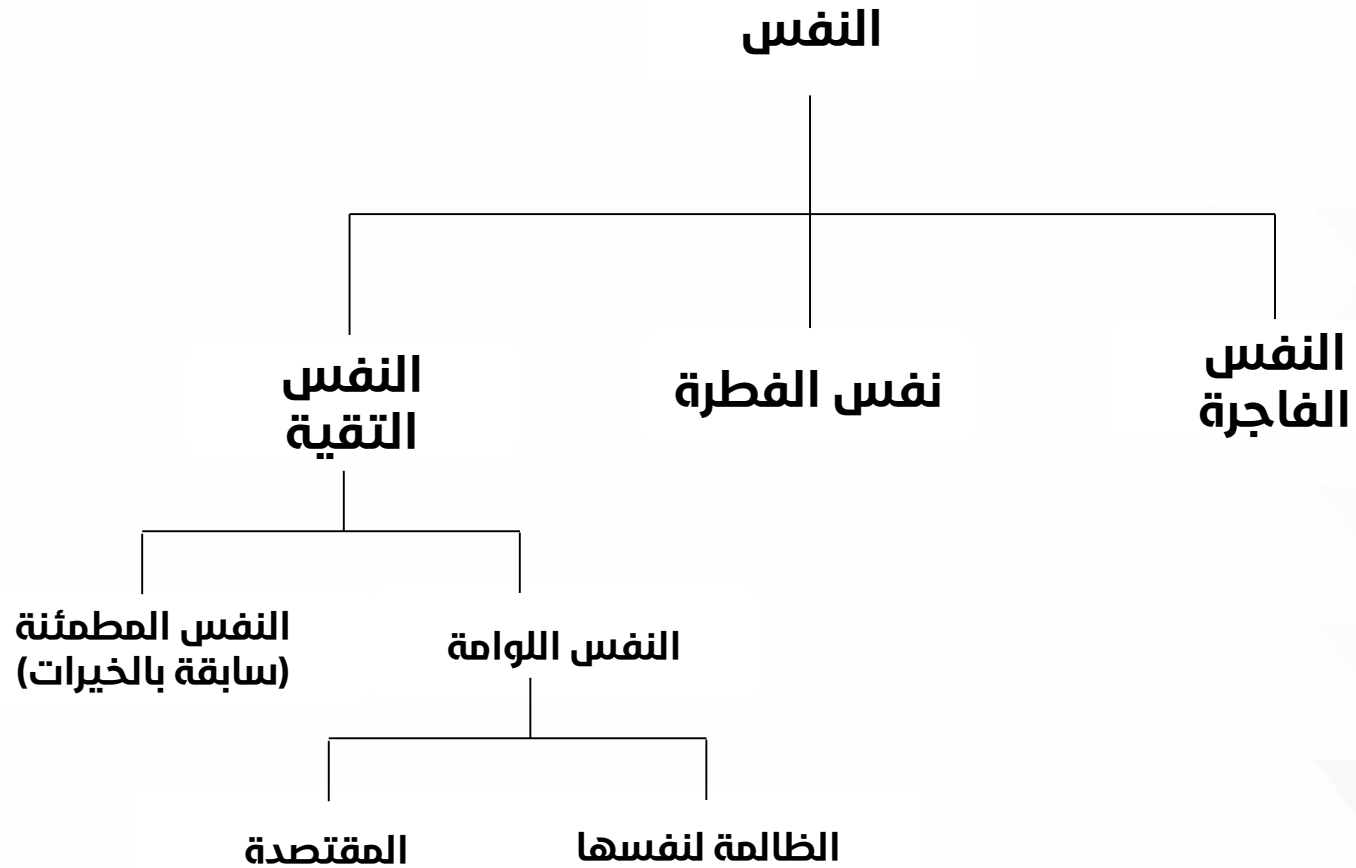 النفس
النفس
الفاجرة
نفس الفطرة
النفس
التقية
النفس اللوامة
النفس المطمئنة
(سابقة بالخيرات)
الظالمة لنفسها
المقتصدة